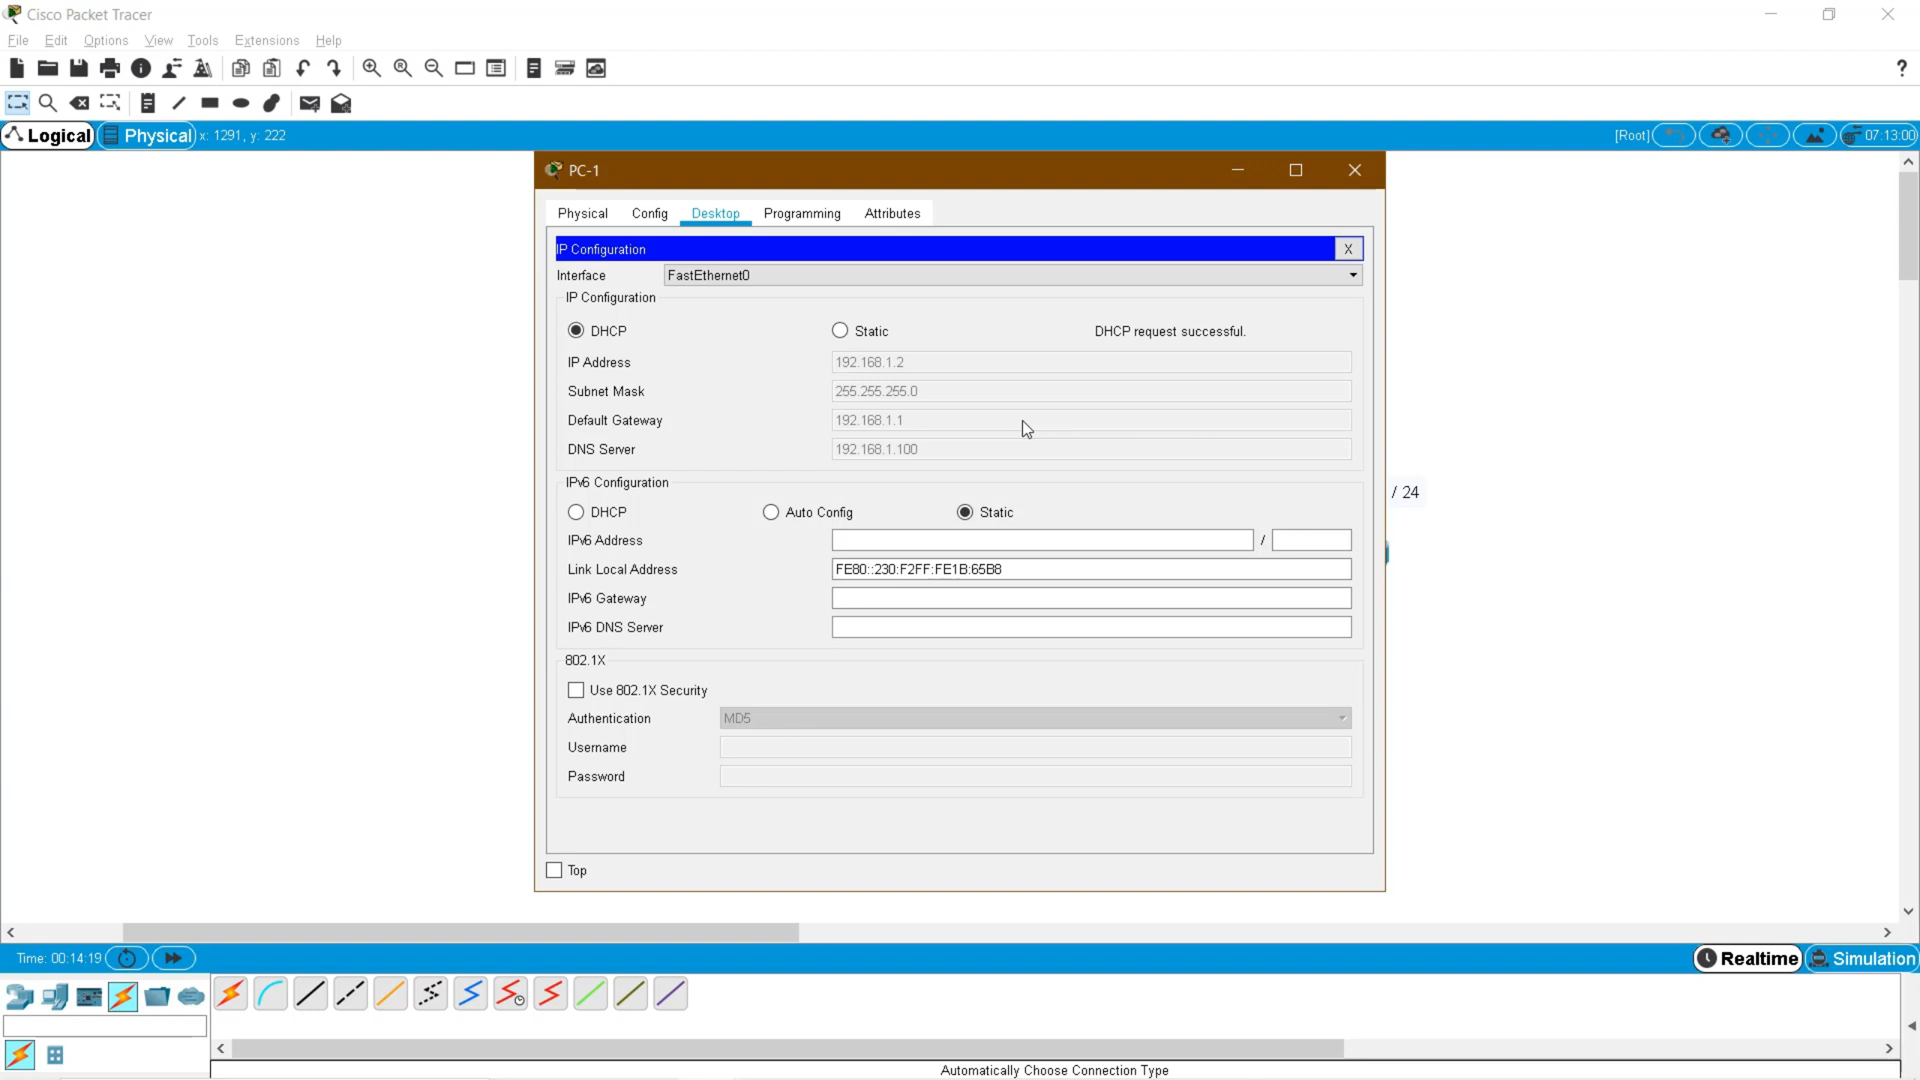 Cisco Packet Tracer
File Edit Options View Tools Extensions Help
?
Logical Physical x: 1291, y: 222 [Root] 07:13:00
PC-1
Physical Config Desktop Programming Attributes
IP Configuration X
Interface FastEthernet0
IP Configuration
DHCP Static DHCP request successful.
IP Address 192.168.1.2
Subnet Mask 255.255.255.0
Default Gateway 192.168.1.1
DNS Server 192.168.1.100
IPv6 Configuration
/ 24
DHCP Auto Config Static
IPv6 Address /
Link Local Address FE80::230:F2FF:FE1B:65B8
IPv6 Gateway
IPv6 DNS Server
802.1X
Use 802.1X Security
Authentication MD5
Username
Password
Top
Time: 00:14:19 Realtime Simulation
Automatically Choose Connection Type